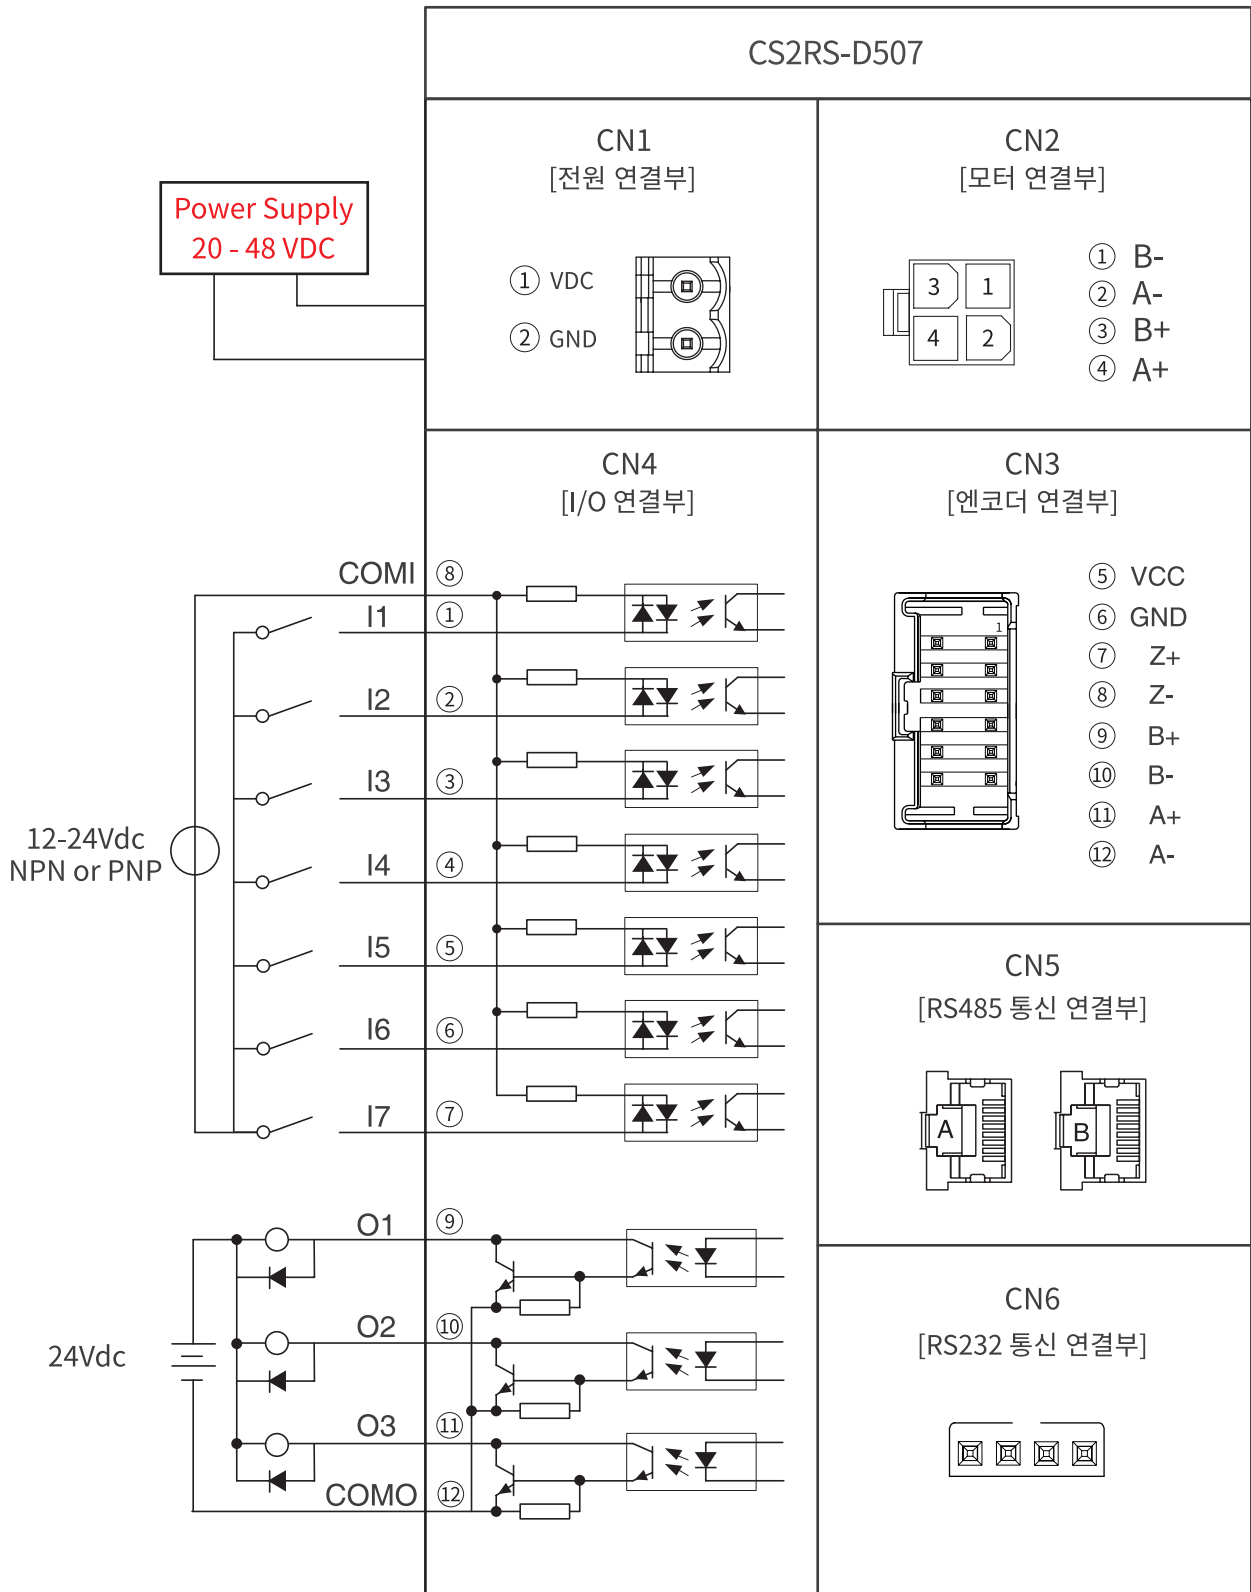 CS2RS-D507
CN1
[전원 연결부]
Power Supply
20 - 48 VDC
① VDC
② GND
CN2
[모터 연결부]
3 1
4 2
① B-
② A-
③ B+
④ A+
CN4
[I/O 연결부]
COMI ⑧
I1 ①
I2 ②
I3 ③
I4 ④
I5 ⑤
I6 ⑥
I7 ⑦
12-24Vdc
NPN or PNP
O1 ⑨
O2 ⑩
O3 ⑪
COMO ⑫
24Vdc
CN3
[엔코더 연결부]
1
⑤ VCC
⑥ GND
⑦ Z+
⑧ Z-
⑨ B+
⑩ B-
⑪ A+
⑫ A-
CN5
[RS485 통신 연결부]
A B
CN6
[RS232 통신 연결부]